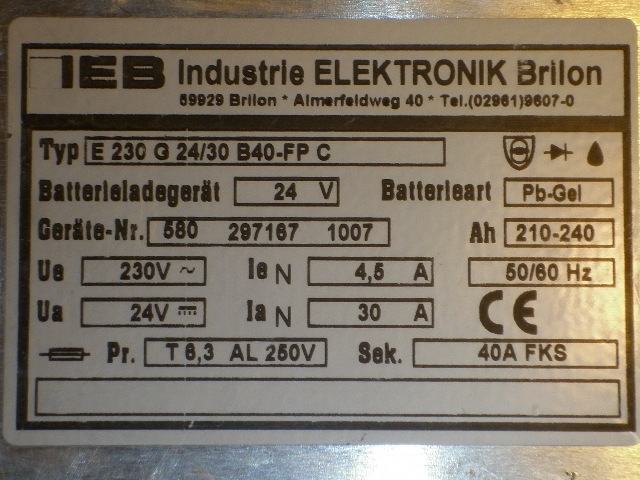 IEB Industrie ELEKTRONIK Brilon
59929 Brilon * Almerfeldweg 40 * Tel.(02961)9607-0
Typ E 230 G 24/30 B40-FP C
Batterieladegerät 24 V Batterieart Pb-Gel
Geräte-Nr. 580 297167 1007 Ah 210-240
Ue 230V ~ Ie N 4,5 A 50/60 Hz
Ua 24V Ia N 30 A CE
Pr. T 6,3 AL 250V Sek. 40A FKS